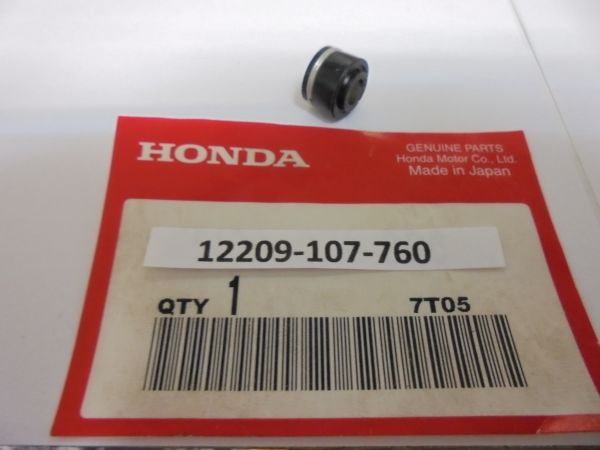 HONDA
GENUINE PARTS
Honda Motor Co., Ltd.
Made in Japan
12209-107-760
QTY 1 7T05